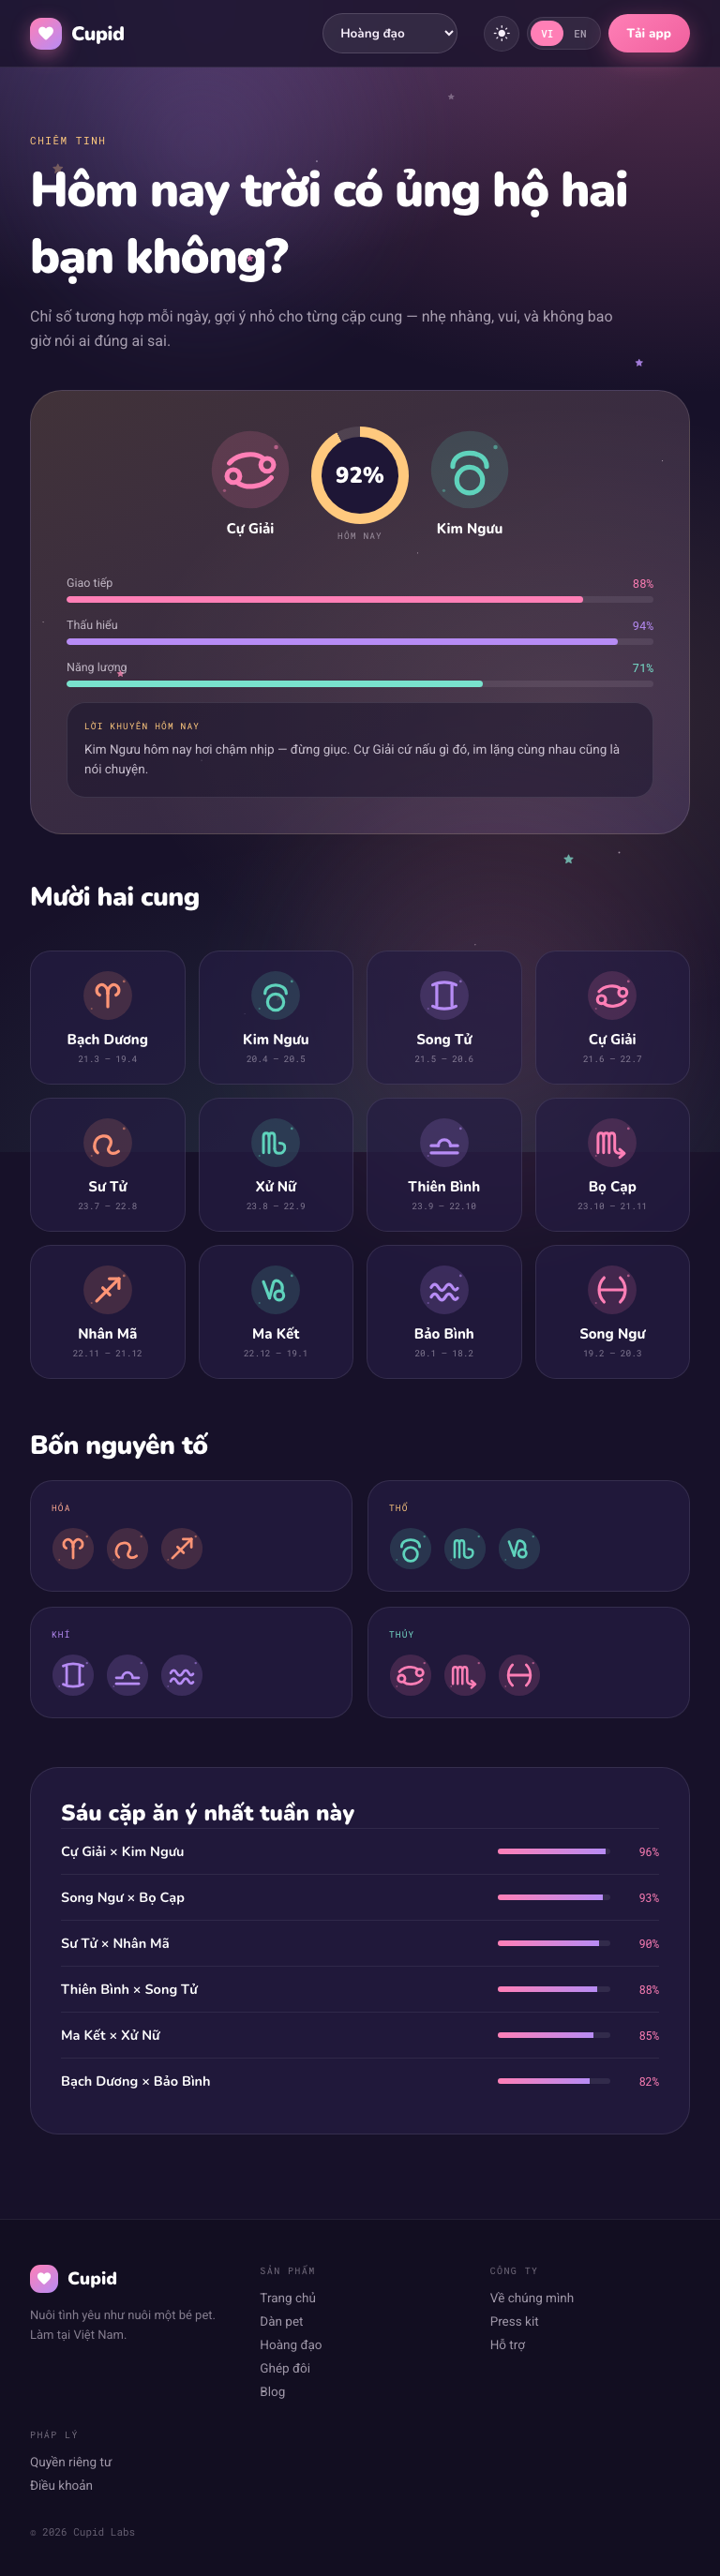 Cupid
Hoàng đạo
VI EN
Tải app
CHIÊM TINH
Hôm nay trời có ủng hộ hai
bạn không?
Chỉ số tương hợp mỗi ngày, gợi ý nhỏ cho từng cặp cung — nhẹ nhàng, vui, và không bao
giờ nói ai đúng ai sai.
Cự Giải
92%
HÔM NAY
Kim Ngưu
Giao tiếp 88%
Thấu hiểu 94%
Năng lượng 71%
LỜI KHUYÊN HÔM NAY
Kim Ngưu hôm nay hơi chậm nhịp — đừng giục. Cự Giải cứ nấu gì đó, im lặng cùng nhau cũng là
nói chuyện.
Mười hai cung
Bạch Dương Kim Ngưu Song Tử Cự Giải
21.3 — 19.4 20.4 — 20.5 21.5 — 20.6 21.6 — 22.7
Sư Tử Xử Nữ Thiên Bình Bọ Cạp
23.7 — 22.8 23.8 — 22.9 23.9 — 22.10 23.10 — 21.11
Nhân Mã Ma Kết Bảo Bình Song Ngư
22.11 — 21.12 22.12 — 19.1 20.1 — 18.2 19.2 — 20.3
Bốn nguyên tố
HỎA
THỔ
KHÍ
THỦY
Sáu cặp ăn ý nhất tuần này
Cự Giải × Kim Ngưu 96%
Song Ngư × Bọ Cạp 93%
Sư Tử × Nhân Mã 90%
Thiên Bình × Song Tử 88%
Ma Kết × Xử Nữ 85%
Bạch Dương × Bảo Bình 82%
Cupid
Nuôi tình yêu như nuôi một bé pet.
Làm tại Việt Nam.
SẢN PHẨM
Trang chủ
Dàn pet
Hoàng đạo
Ghép đôi
Blog
CÔNG TY
Về chúng mình
Press kit
Hỗ trợ
PHÁP LÝ
Quyền riêng tư
Điều khoản
© 2026 Cupid Labs